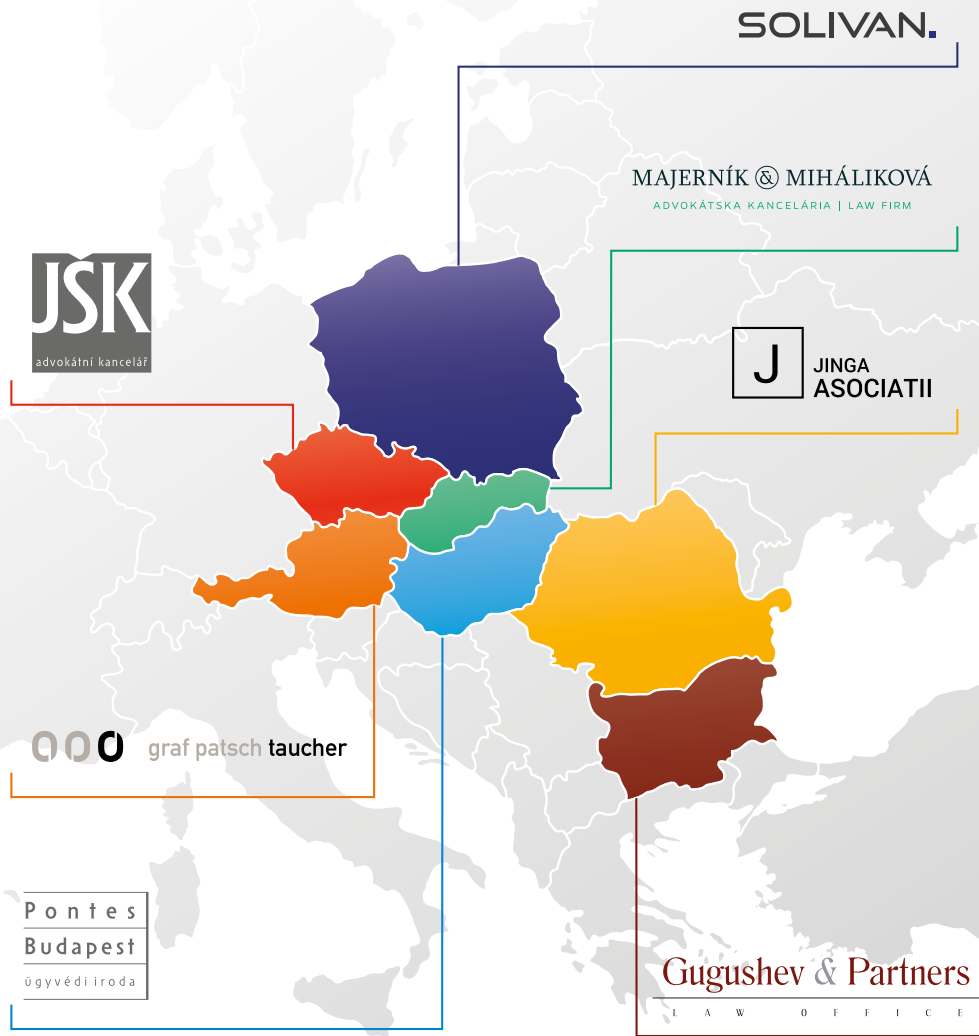 SOLIVAN.
MAJERNÍK & MIHÁLIKOVÁ
ADVOKÁTSKA KANCELÁRIA | LAW FIRM
JŠK
advokátní kancelář
J JINGA
ASOCIATII
graf patsch taucher
Pontes
Budapest
ügyvédi iroda
Gugushev & Partners
LAW OFFICE